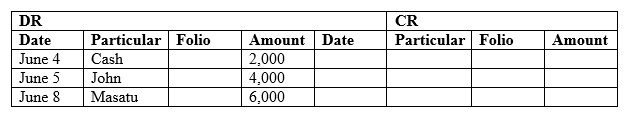 DR CR
Date Particular Folio Amount Date Particular Folio Amount
June 4 Cash 2,000
June 5 John 4,000
June 8 Masatu 6,000